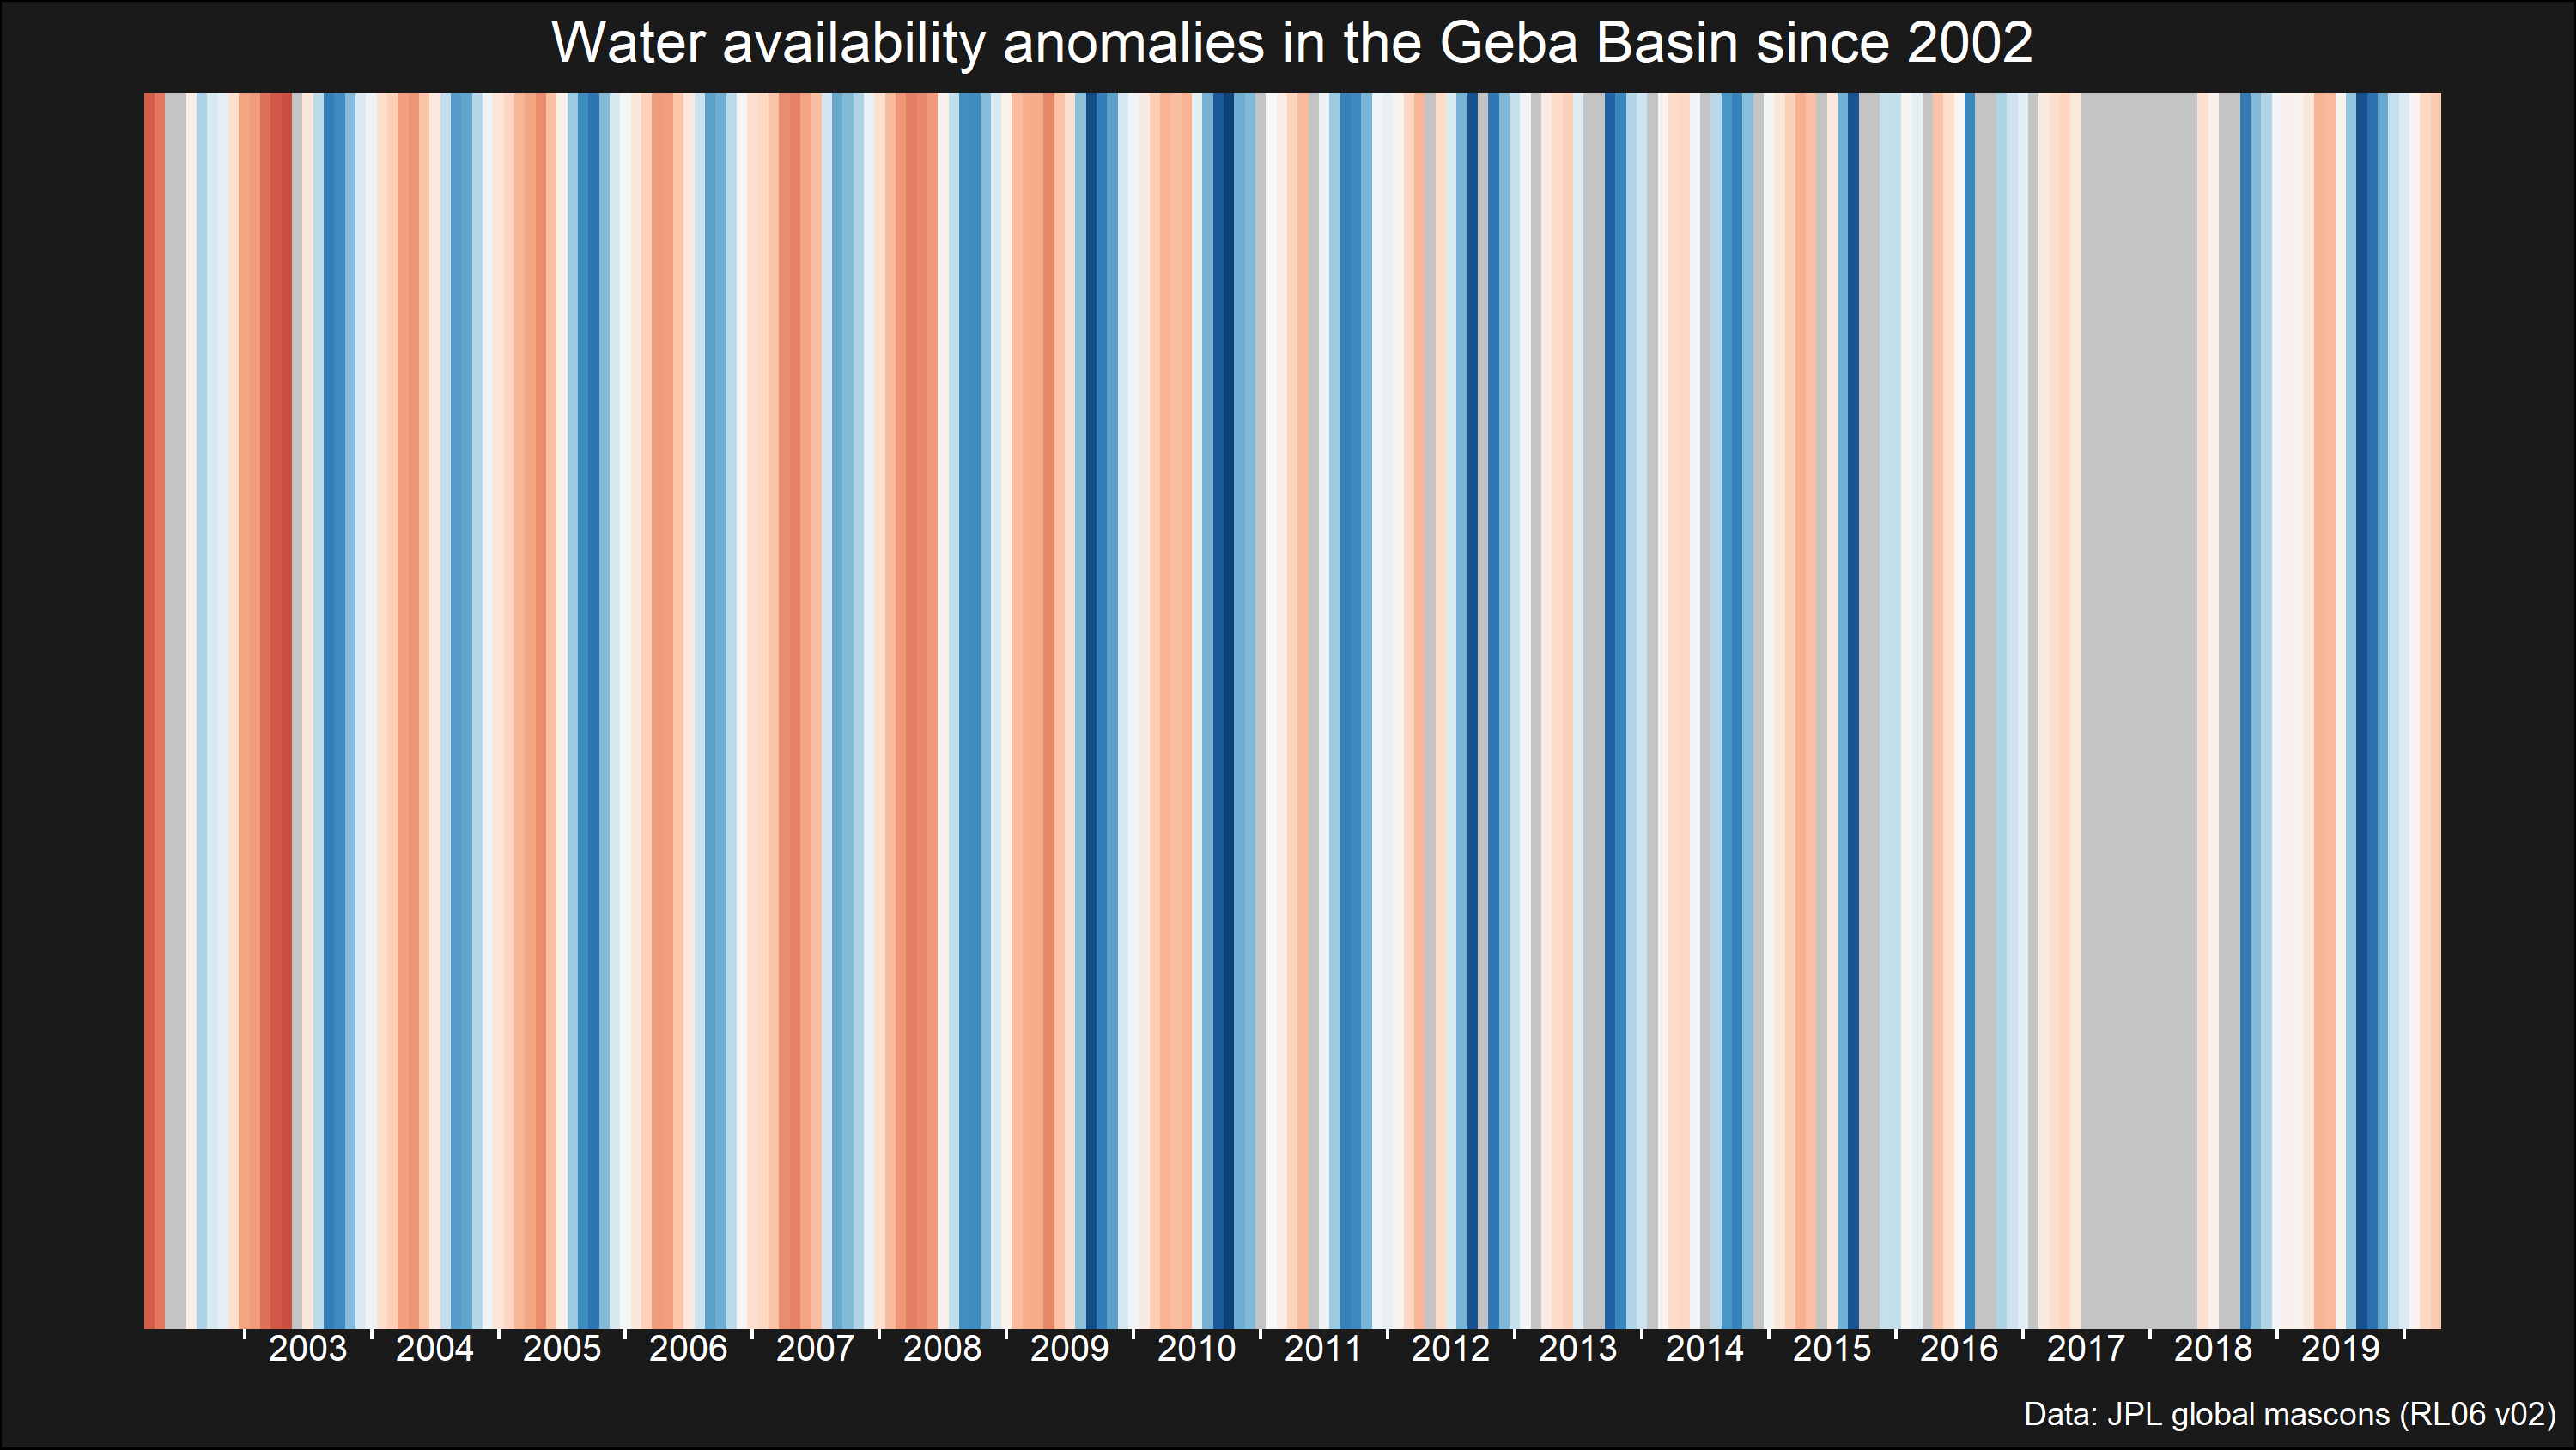 Water availability anomalies in the Geba Basin since 2002
2003 2004 2005 2006 2007 2008 2009 2010 2011 2012 2013 2014 2015 2016 2017 2018 2019
Data: JPL global mascons (RL06 v02)